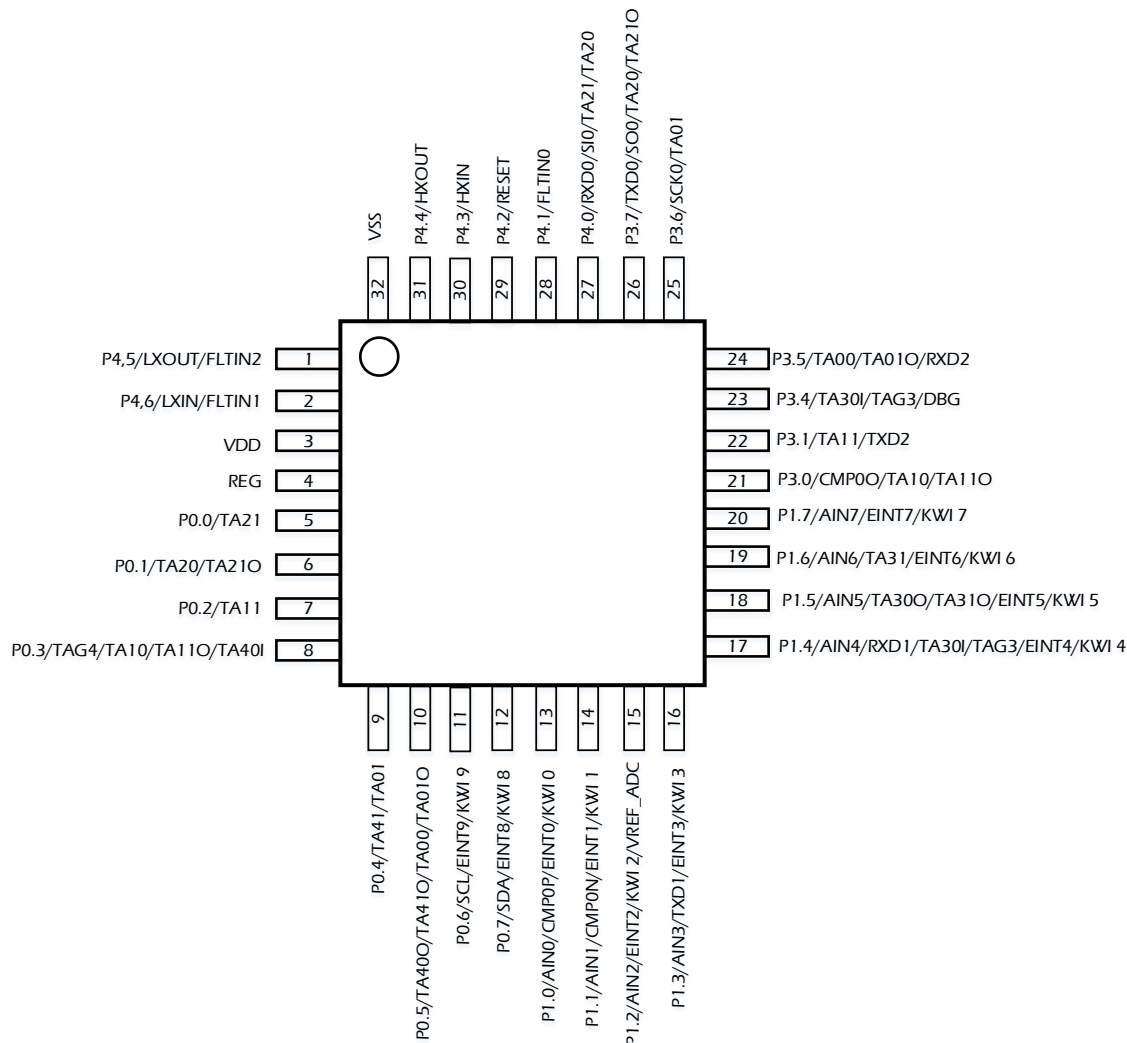 VSS
P4.4/HXOUT
P4.3/HXIN
P4.2/RESET
P4.1/FLTIN0
P4.0/RXD0/SI0/TA21/TA20
P3.7/TXD0/SO0/TA20/TA21O
P3.6/SCK0/TA01
32
31
30
29
28
27
26
25
P4,5/LXOUT/FLTIN2 1
P4,6/LXIN/FLTIN1 2
VDD 3
REG 4
P0.0/TA21 5
P0.1/TA20/TA21O 6
P0.2/TA11 7
P0.3/TAG4/TA10/TA11O/TA40I 8
24 P3.5/TA00/TA01O/RXD2
23 P3.4/TA30I/TAG3/DBG
22 P3.1/TA11/TXD2
21 P3.0/CMP0O/TA10/TA11O
20 P1.7/AIN7/EINT7/KWI 7
19 P1.6/AIN6/TA31/EINT6/KWI 6
18 P1.5/AIN5/TA30O/TA31O/EINT5/KWI 5
17 P1.4/AIN4/RXD1/TA30I/TAG3/EINT4/KWI 4
9
10
11
12
13
14
15
16
P0.4/TA41/TA01
P0.5/TA40O/TA41O/TA00/TA01O
P0.6/SCL/EINT9/KWI 9
P0.7/SDA/EINT8/KWI 8
P1.0/AIN0/CMP0P/EINT0/KWI 0
P1.1/AIN1/CMP0N/EINT1/KWI 1
P1.2/AIN2/EINT2/KWI 2/VREF_ADC
P1.3/AIN3/TXD1/EINT3/KWI 3